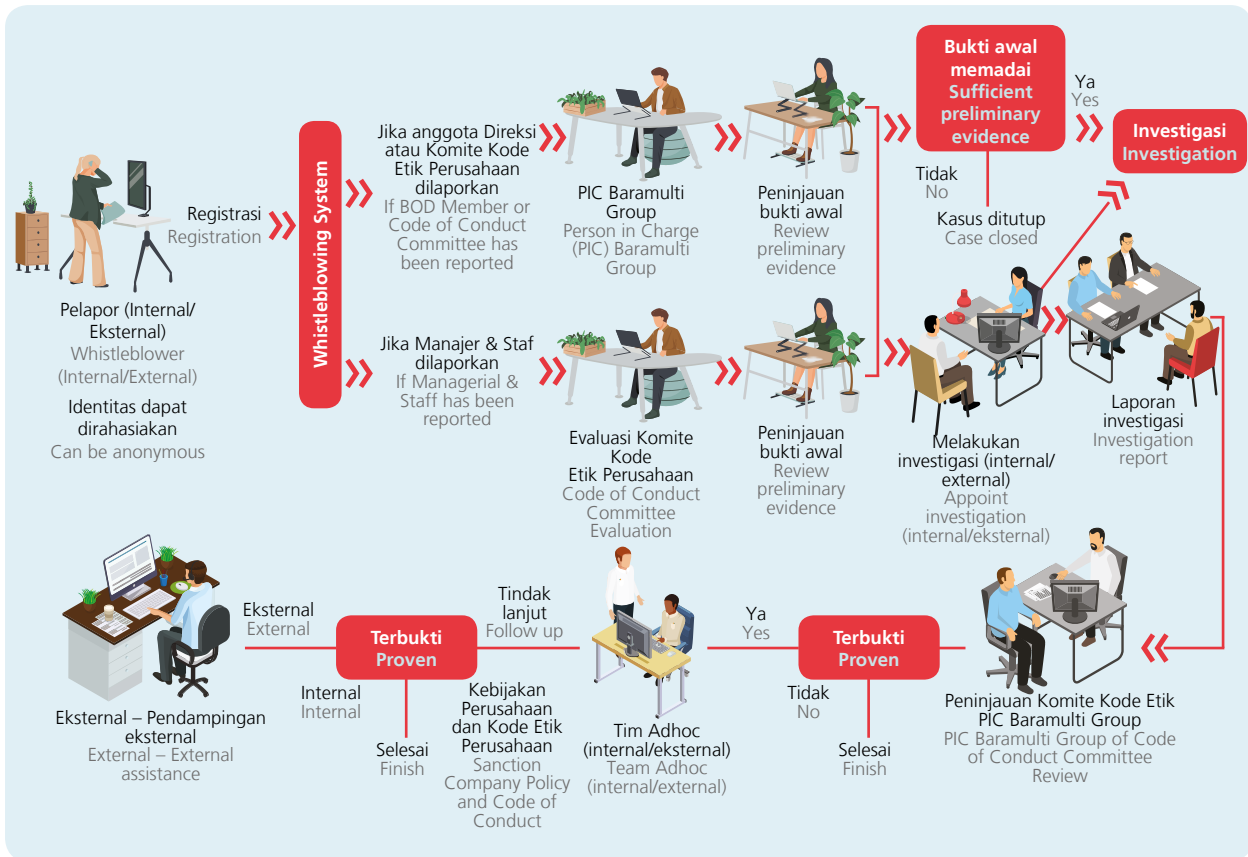 Pelapor (Internal/
Eksternal)
Whistleblower
(Internal/External)
Identitas dapat
dirahasiakan
Can be anonymous
Registrasi
Registration
Whistleblowing System
Jika anggota Direksi
atau Komite Kode
Etik Perusahaan
dilaporkan
If BOD Member or
Code of Conduct
Committee has
been reported
PIC Baramulti
Group
Person in Charge
(PIC) Baramulti
Group
Peninjauan
bukti awal
Review
preliminary
evidence
Bukti awal
memadai
Sufficient
preliminary
evidence
Ya
Yes
Investigasi
Investigation
Tidak
No
Kasus ditutup
Case closed
Jika Manajer & Staf
dilaporkan
If Managerial &
Staff has been
reported
Evaluasi Komite
Kode
Etik Perusahaan
Code of Conduct
Committee
Evaluation
Peninjauan
bukti awal
Review
preliminary
evidence
Melakukan
investigasi (internal/
external)
Appoint
investigation
(internal/eksternal)
Laporan
investigasi
Investigation
report
Peninjauan Komite Kode Etik
PIC Baramulti Group
PIC Baramulti Group of Code
of Conduct Committee
Review
Terbukti
Proven
Ya
Yes
Tidak
No
Selesai
Finish
Tim Adhoc
(internal/eksternal)
Team Adhoc
(internal/external)
Tindak
lanjut
Follow up
Kebijakan
Perusahaan
dan Kode Etik
Perusahaan
Sanction
Company Policy
and Code of
Conduct
Terbukti
Proven
Eksternal
External
Internal
Internal
Selesai
Finish
Eksternal – Pendampingan
eksternal
External – External
assistance